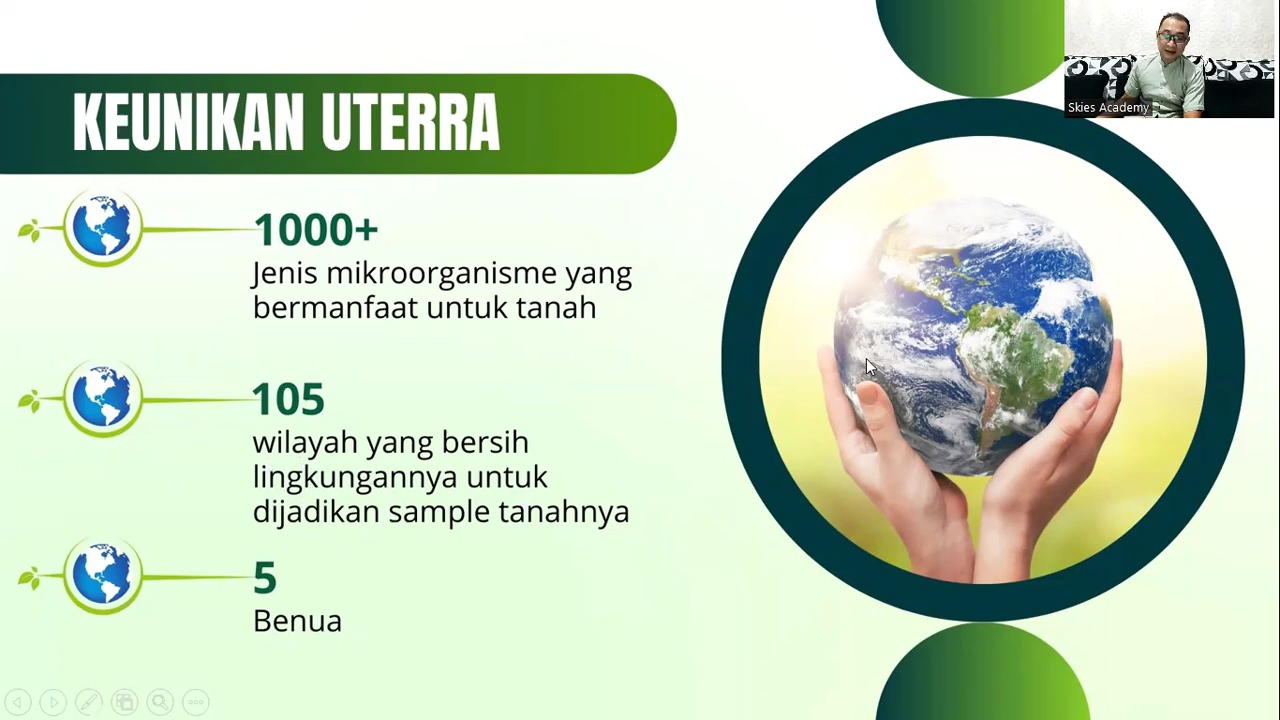 KEUNIKAN UTERRA
1000+
Jenis mikroorganisme yang
bermanfaat untuk tanah
105
wilayah yang bersih
lingkungannya untuk
dijadikan sample tanahnya
5
Benua
Skies Academy